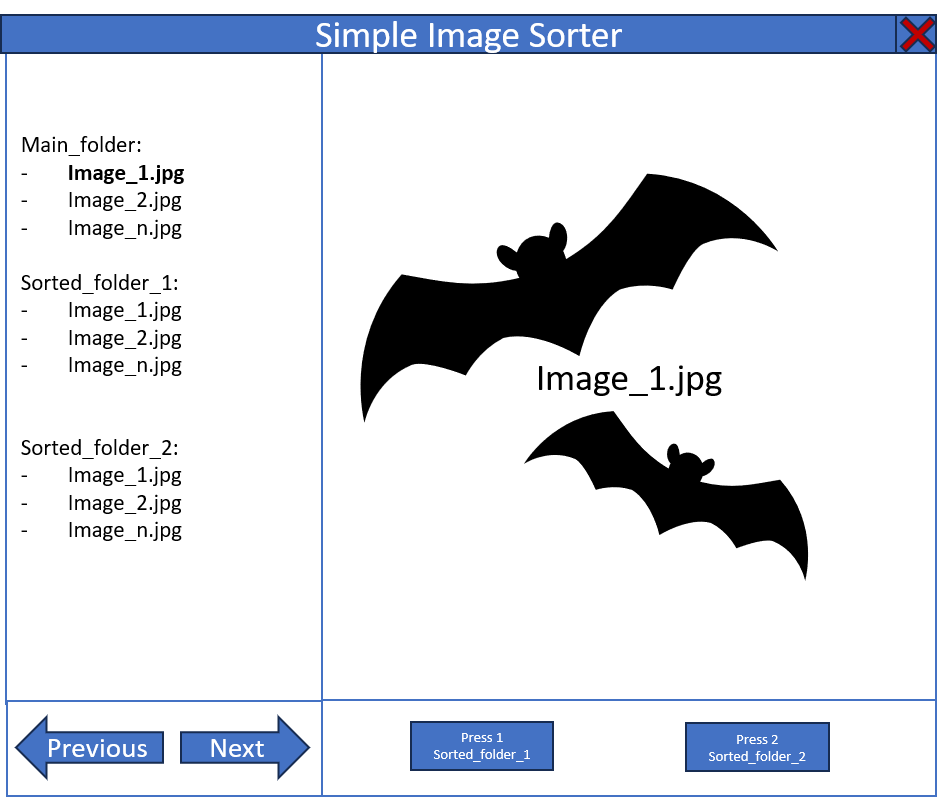 Simple Image Sorter
Main_folder:
- Image_1.jpg
- Image_2.jpg
- Image_n.jpg
Sorted_folder_1:
- Image_1.jpg
- Image_2.jpg
- Image_n.jpg
Sorted_folder_2:
- Image_1.jpg
- Image_2.jpg
- Image_n.jpg
Image_1.jpg
Previous
Next
Press 1
Sorted_folder_1
Press 2
Sorted_folder_2